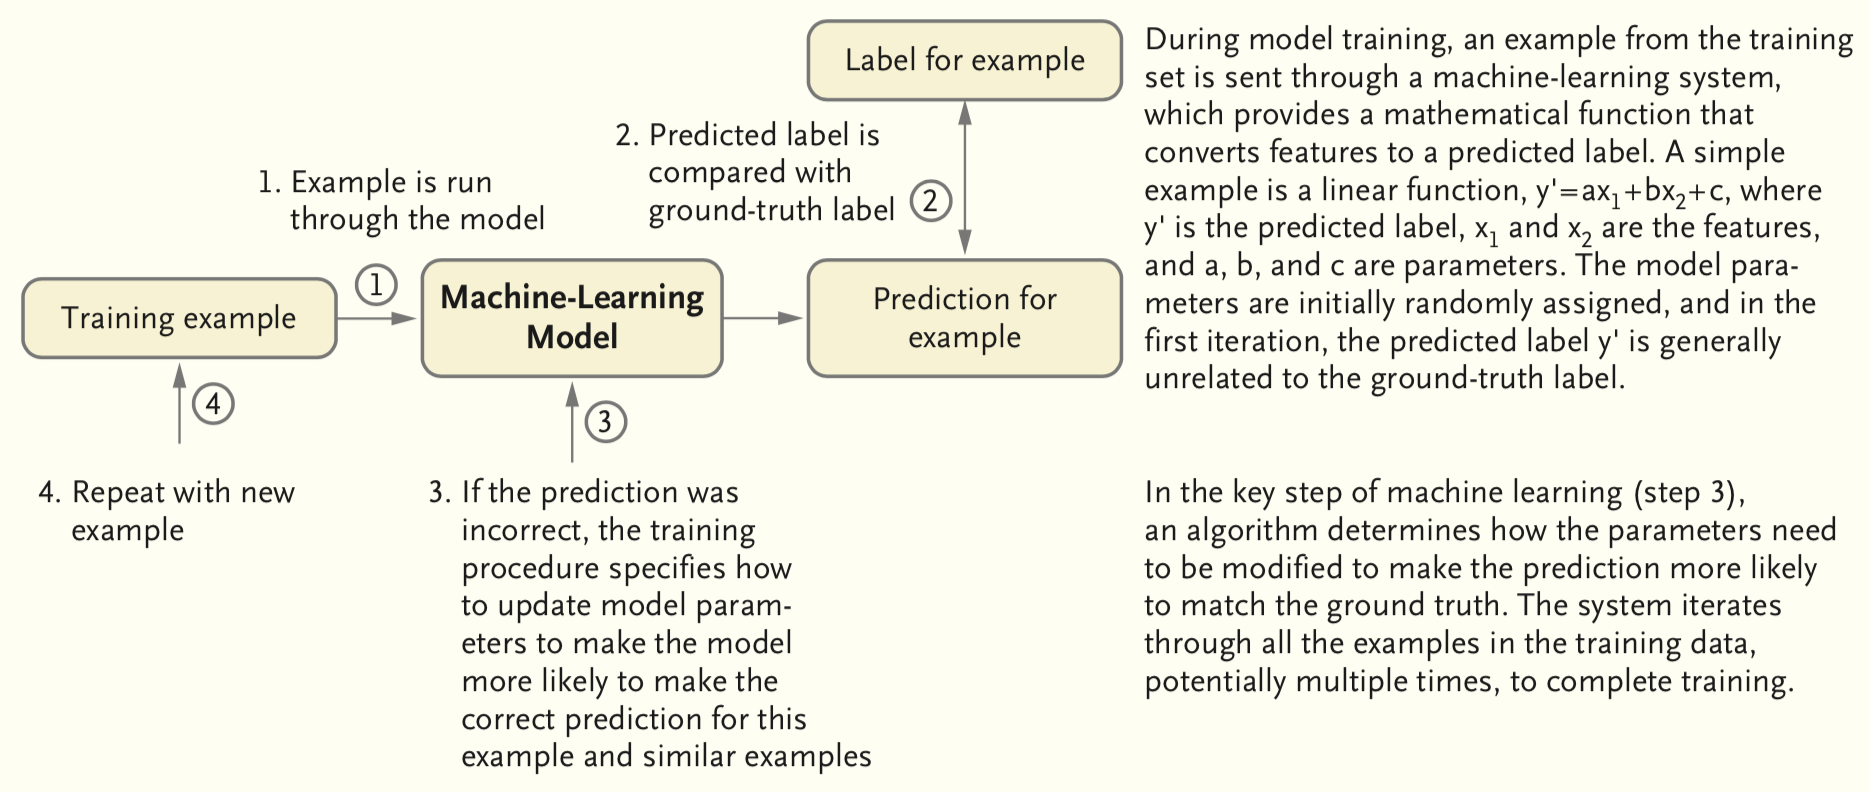 Label for example
2. Predicted label is
compared with
ground-truth label
②
1. Example is run
through the model
①
Training example
Machine-Learning
Model
Prediction for
example
④
③
4. Repeat with new
example
3. If the prediction was
incorrect, the training
procedure specifies how
to update model param-
eters to make the model
more likely to make the
correct prediction for this
example and similar examples
During model training, an example from the training
set is sent through a machine-learning system,
which provides a mathematical function that
converts features to a predicted label. A simple
example is a linear function, y'=ax₁+bx₂+c, where
y' is the predicted label, x₁ and x₂ are the features,
and a, b, and c are parameters. The model para-
meters are initially randomly assigned, and in the
first iteration, the predicted label y' is generally
unrelated to the ground-truth label.
In the key step of machine learning (step 3),
an algorithm determines how the parameters need
to be modified to make the prediction more likely
to match the ground truth. The system iterates
through all the examples in the training data,
potentially multiple times, to complete training.